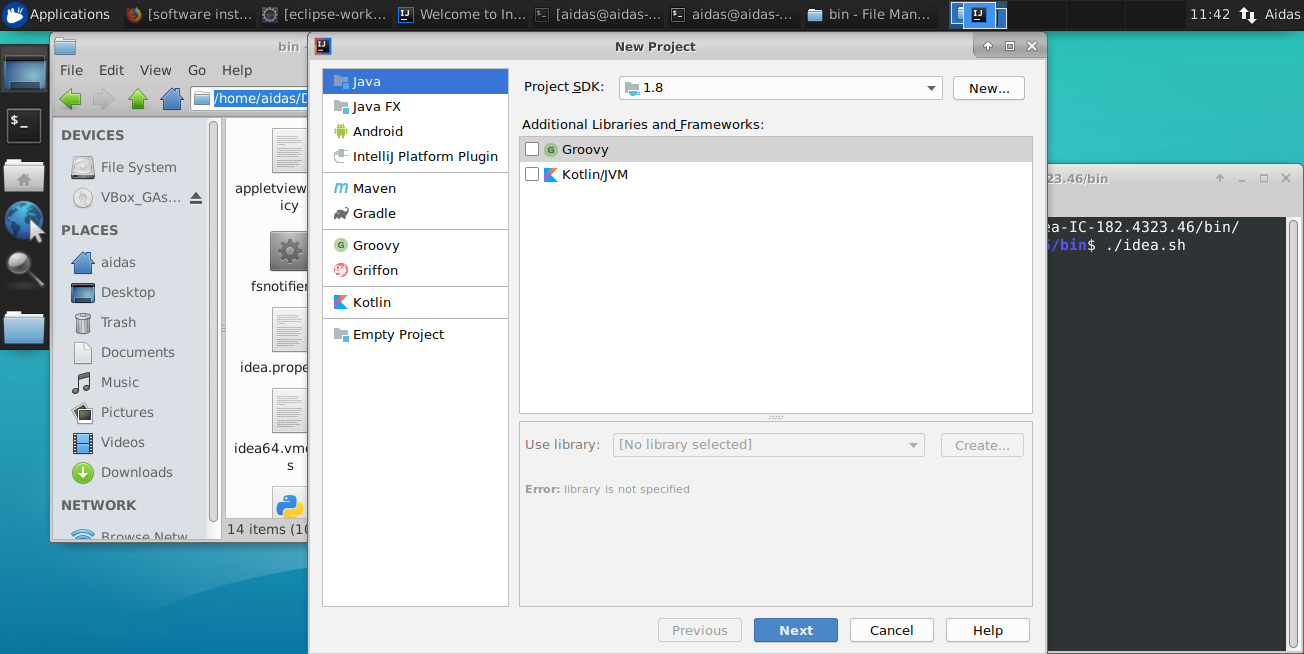 Applications
[software inst...
[eclipse-work...
Welcome to In...
[aidas@aidas-...
aidas@aidas-...
bin - File Man...
11:42
Aidas
bin -
File Edit View Go Help
/home/aidas/D
DEVICES
File System
VBox_GAs...
PLACES
aidas
Desktop
Trash
Documents
Music
Pictures
Videos
Downloads
NETWORK
Browse Netw
appletview
icy
fsnotifier
idea.prope
idea64.vm
s
14 items (10
New Project
Java
Java FX
Android
IntelliJ Platform Plugin
Maven
Gradle
Groovy
Griffon
Kotlin
Empty Project
Project SDK: 1.8 New...
Additional Libraries and Frameworks:
Groovy
Kotlin/JVM
Use library: [No library selected] Create...
Error: library is not specified
Previous Next Cancel Help
23.46/bin
ea-IC-182.4323.46/bin/
/bin$ ./idea.sh